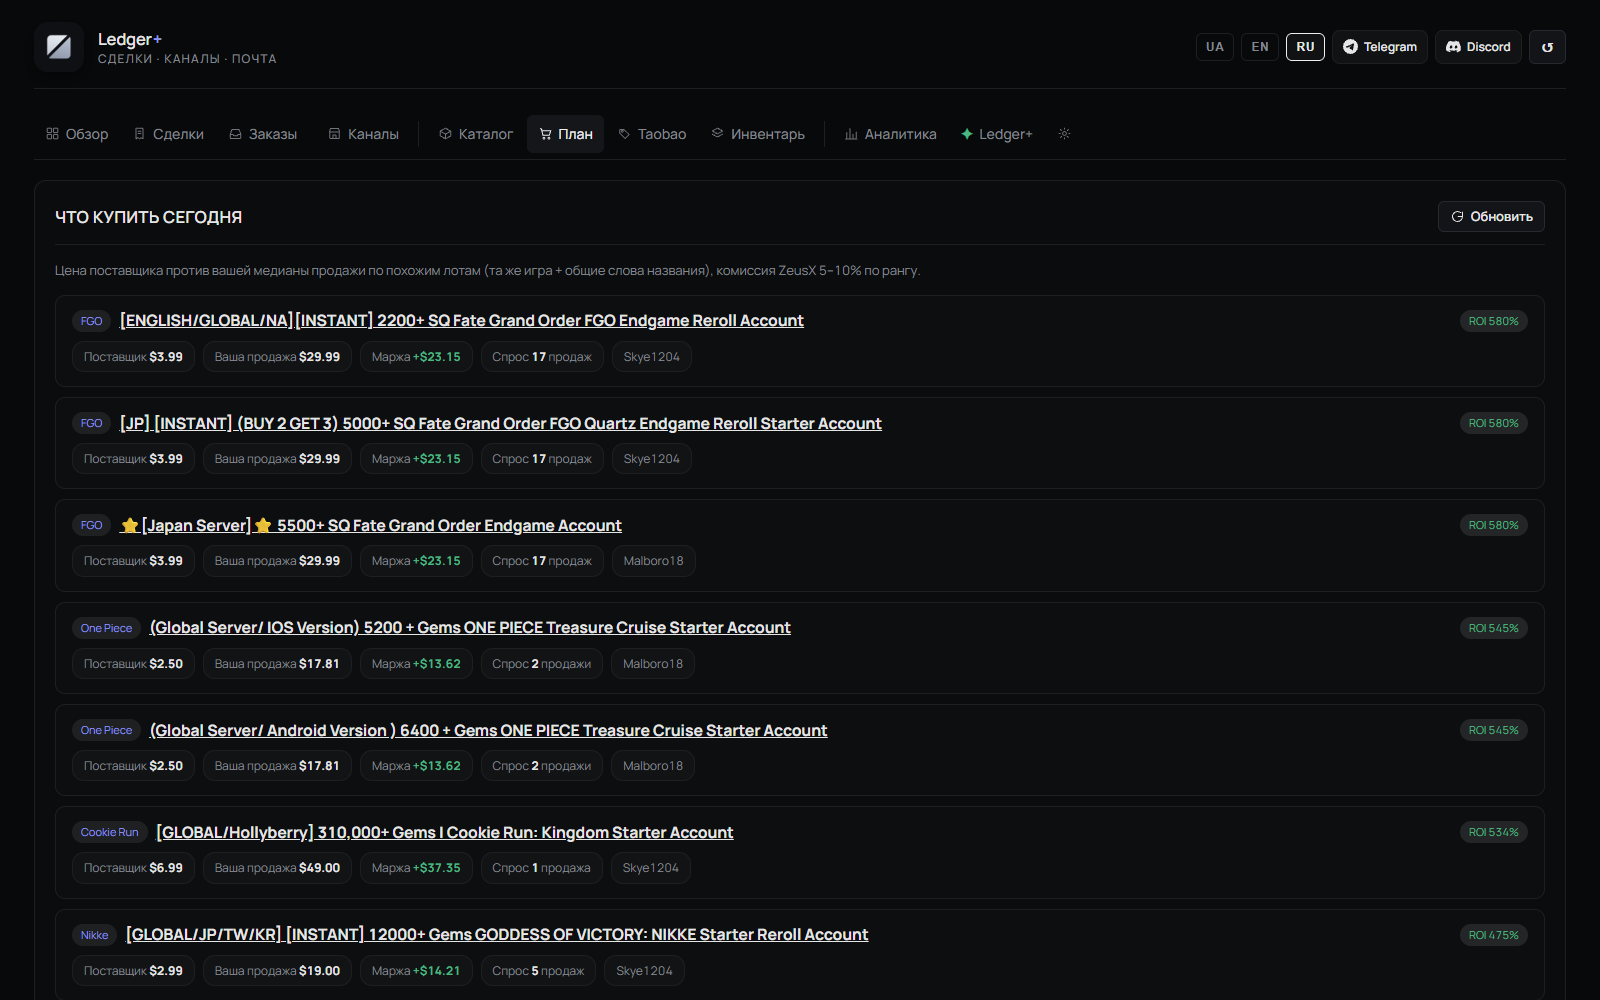 Ledger+
СДЕЛКИ · КАНАЛЫ · ПОЧТА
UA EN RU Telegram Discord
Обзор Сделки Заказы Каналы Каталог План Taobao Инвентарь Аналитика Ledger+
ЧТО КУПИТЬ СЕГОДНЯ
Обновить
Цена поставщика против вашей медианы продажи по похожим лотам (та же игра + общие слова названия), комиссия ZeusX 5–10% по рангу.
FGO [ENGLISH/GLOBAL/NA][INSTANT] 2200+ SQ Fate Grand Order FGO Endgame Reroll Account ROI 580%
Поставщик $3.99 Ваша продажа $29.99 Маржа +$23.15 Спрос 17 продаж Skye1204
FGO [JP] [INSTANT] (BUY 2 GET 3) 5000+ SQ Fate Grand Order FGO Quartz Endgame Reroll Starter Account ROI 580%
Поставщик $3.99 Ваша продажа $29.99 Маржа +$23.15 Спрос 17 продаж Skye1204
FGO ⭐[Japan Server]⭐ 5500+ SQ Fate Grand Order Endgame Account ROI 580%
Поставщик $3.99 Ваша продажа $29.99 Маржа +$23.15 Спрос 17 продаж Malboro18
One Piece (Global Server/ IOS Version) 5200 + Gems ONE PIECE Treasure Cruise Starter Account ROI 545%
Поставщик $2.50 Ваша продажа $17.81 Маржа +$13.62 Спрос 2 продажи Malboro18
One Piece (Global Server/ Android Version ) 6400 + Gems ONE PIECE Treasure Cruise Starter Account ROI 545%
Поставщик $2.50 Ваша продажа $17.81 Маржа +$13.62 Спрос 2 продажи Malboro18
Cookie Run [GLOBAL/Hollyberry] 310,000+ Gems I Cookie Run: Kingdom Starter Account ROI 534%
Поставщик $6.99 Ваша продажа $49.00 Маржа +$37.35 Спрос 1 продажа Skye1204
Nikke [GLOBAL/JP/TW/KR] [INSTANT] 12000+ Gems GODDESS OF VICTORY: NIKKE Starter Reroll Account ROI 475%
Поставщик $2.99 Ваша продажа $19.00 Маржа +$14.21 Спрос 5 продаж Skye1204